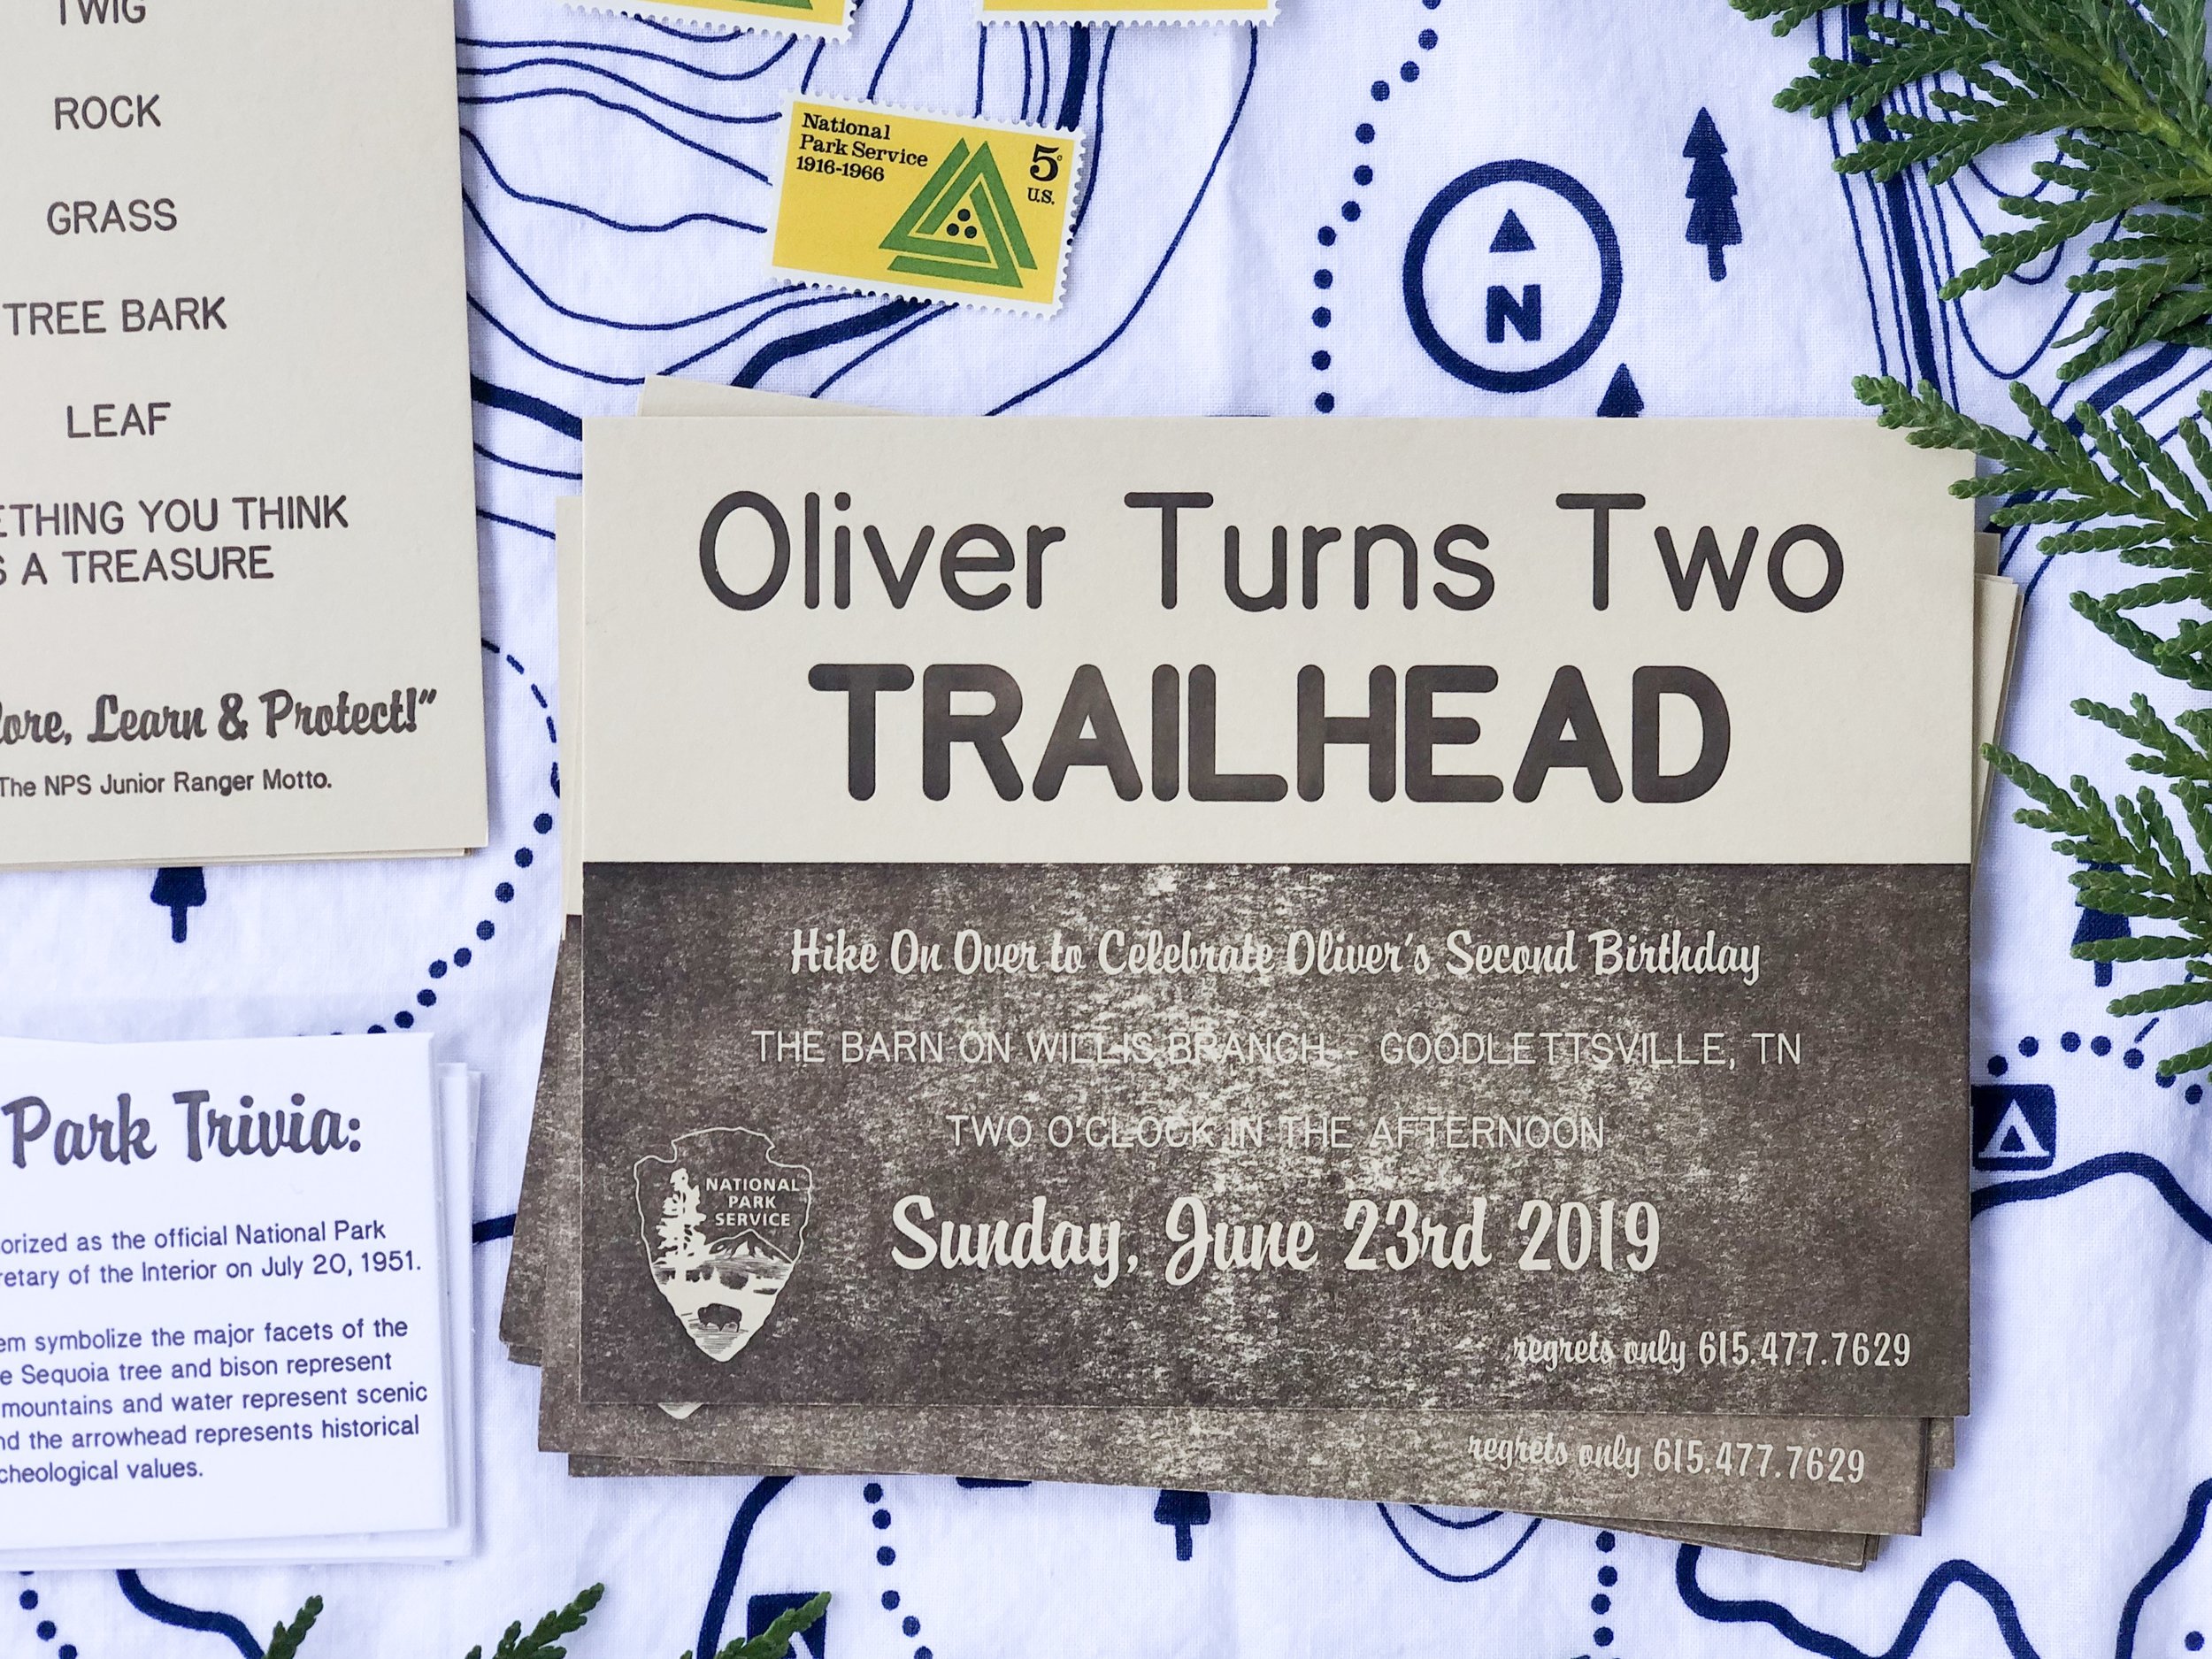 TWIG
ROCK
GRASS
TREE BARK
LEAF
ETHING YOU THINK
S A TREASURE
lore, Learn & Protect!"
The NPS Junior Ranger Motto.
National
Park Service
1916-1966
5c
U.S.
N
Oliver Turns Two
TRAILHEAD
Hike On Over to Celebrate Oliver's Second Birthday
THE BARN ON WILLIS BRANCH - GOODLETTSVILLE, TN
TWO O'CLOCK IN THE AFTERNOON
NATIONAL
PARK
SERVICE
Sunday, June 23rd 2019
regrets only 615.477.7629
regrets only 615.477.7629
Park Trivia:
orized as the official National Park
retary of the Interior on July 20, 1951.
em symbolize the major facets of the
e Sequoia tree and bison represent
mountains and water represent scenic
nd the arrowhead represents historical
cheological values.